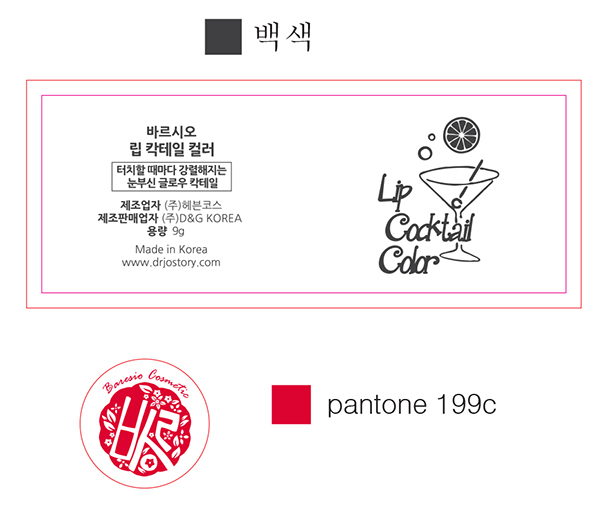 백색
바르시오
립 칵테일 컬러
터치할 때마다 강렬해지는
눈부신 글로우 칵테일
제조업자 (주)헤븐코스
제조판매업자 (주)D&G KOREA
용량 9g
Made in Korea
www.drjostory.com
Lip
Cocktail
Color
Baresio Cosmetic
바르
pantone 199c